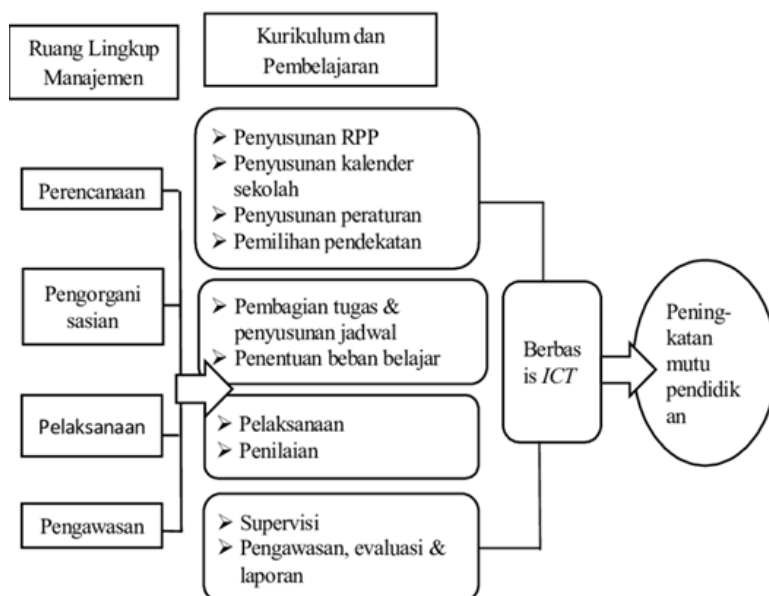 Ruang Lingkup
Manajemen
Kurikulum dan
Pembelajaran
Perencanaan
Pengorgani
sasian
Pelaksanaan
Pengawasan
➢ Penyusunan RPP
➢ Penyusunan kalender
sekolah
➢ Penyusunan peraturan
➢ Pemilihan pendekatan
➢ Pembagian tugas &
penyusunan jadwal
➢ Penentuan beban belajar
➢ Pelaksanaan
➢ Penilaian
➢ Supervisi
➢ Pengawasan, evaluasi &
laporan
Berbas
is ICT
Pening-
katan
mutu
pendidik
an